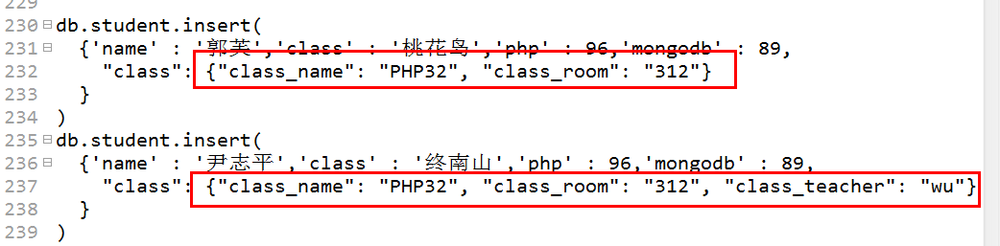 229
230 db.student.insert(
231 {'name' : '郭芙','class' : '桃花岛','php' : 96,'mongodb' : 89,
232 "class": {"class_name": "PHP32", "class_room": "312"}
233 }
234 )
235 db.student.insert(
236 {'name' : '尹志平','class' : '终南山','php' : 96,'mongodb' : 89,
237 "class": {"class_name": "PHP32", "class_room": "312", "class_teacher": "wu"}
238 }
239 )